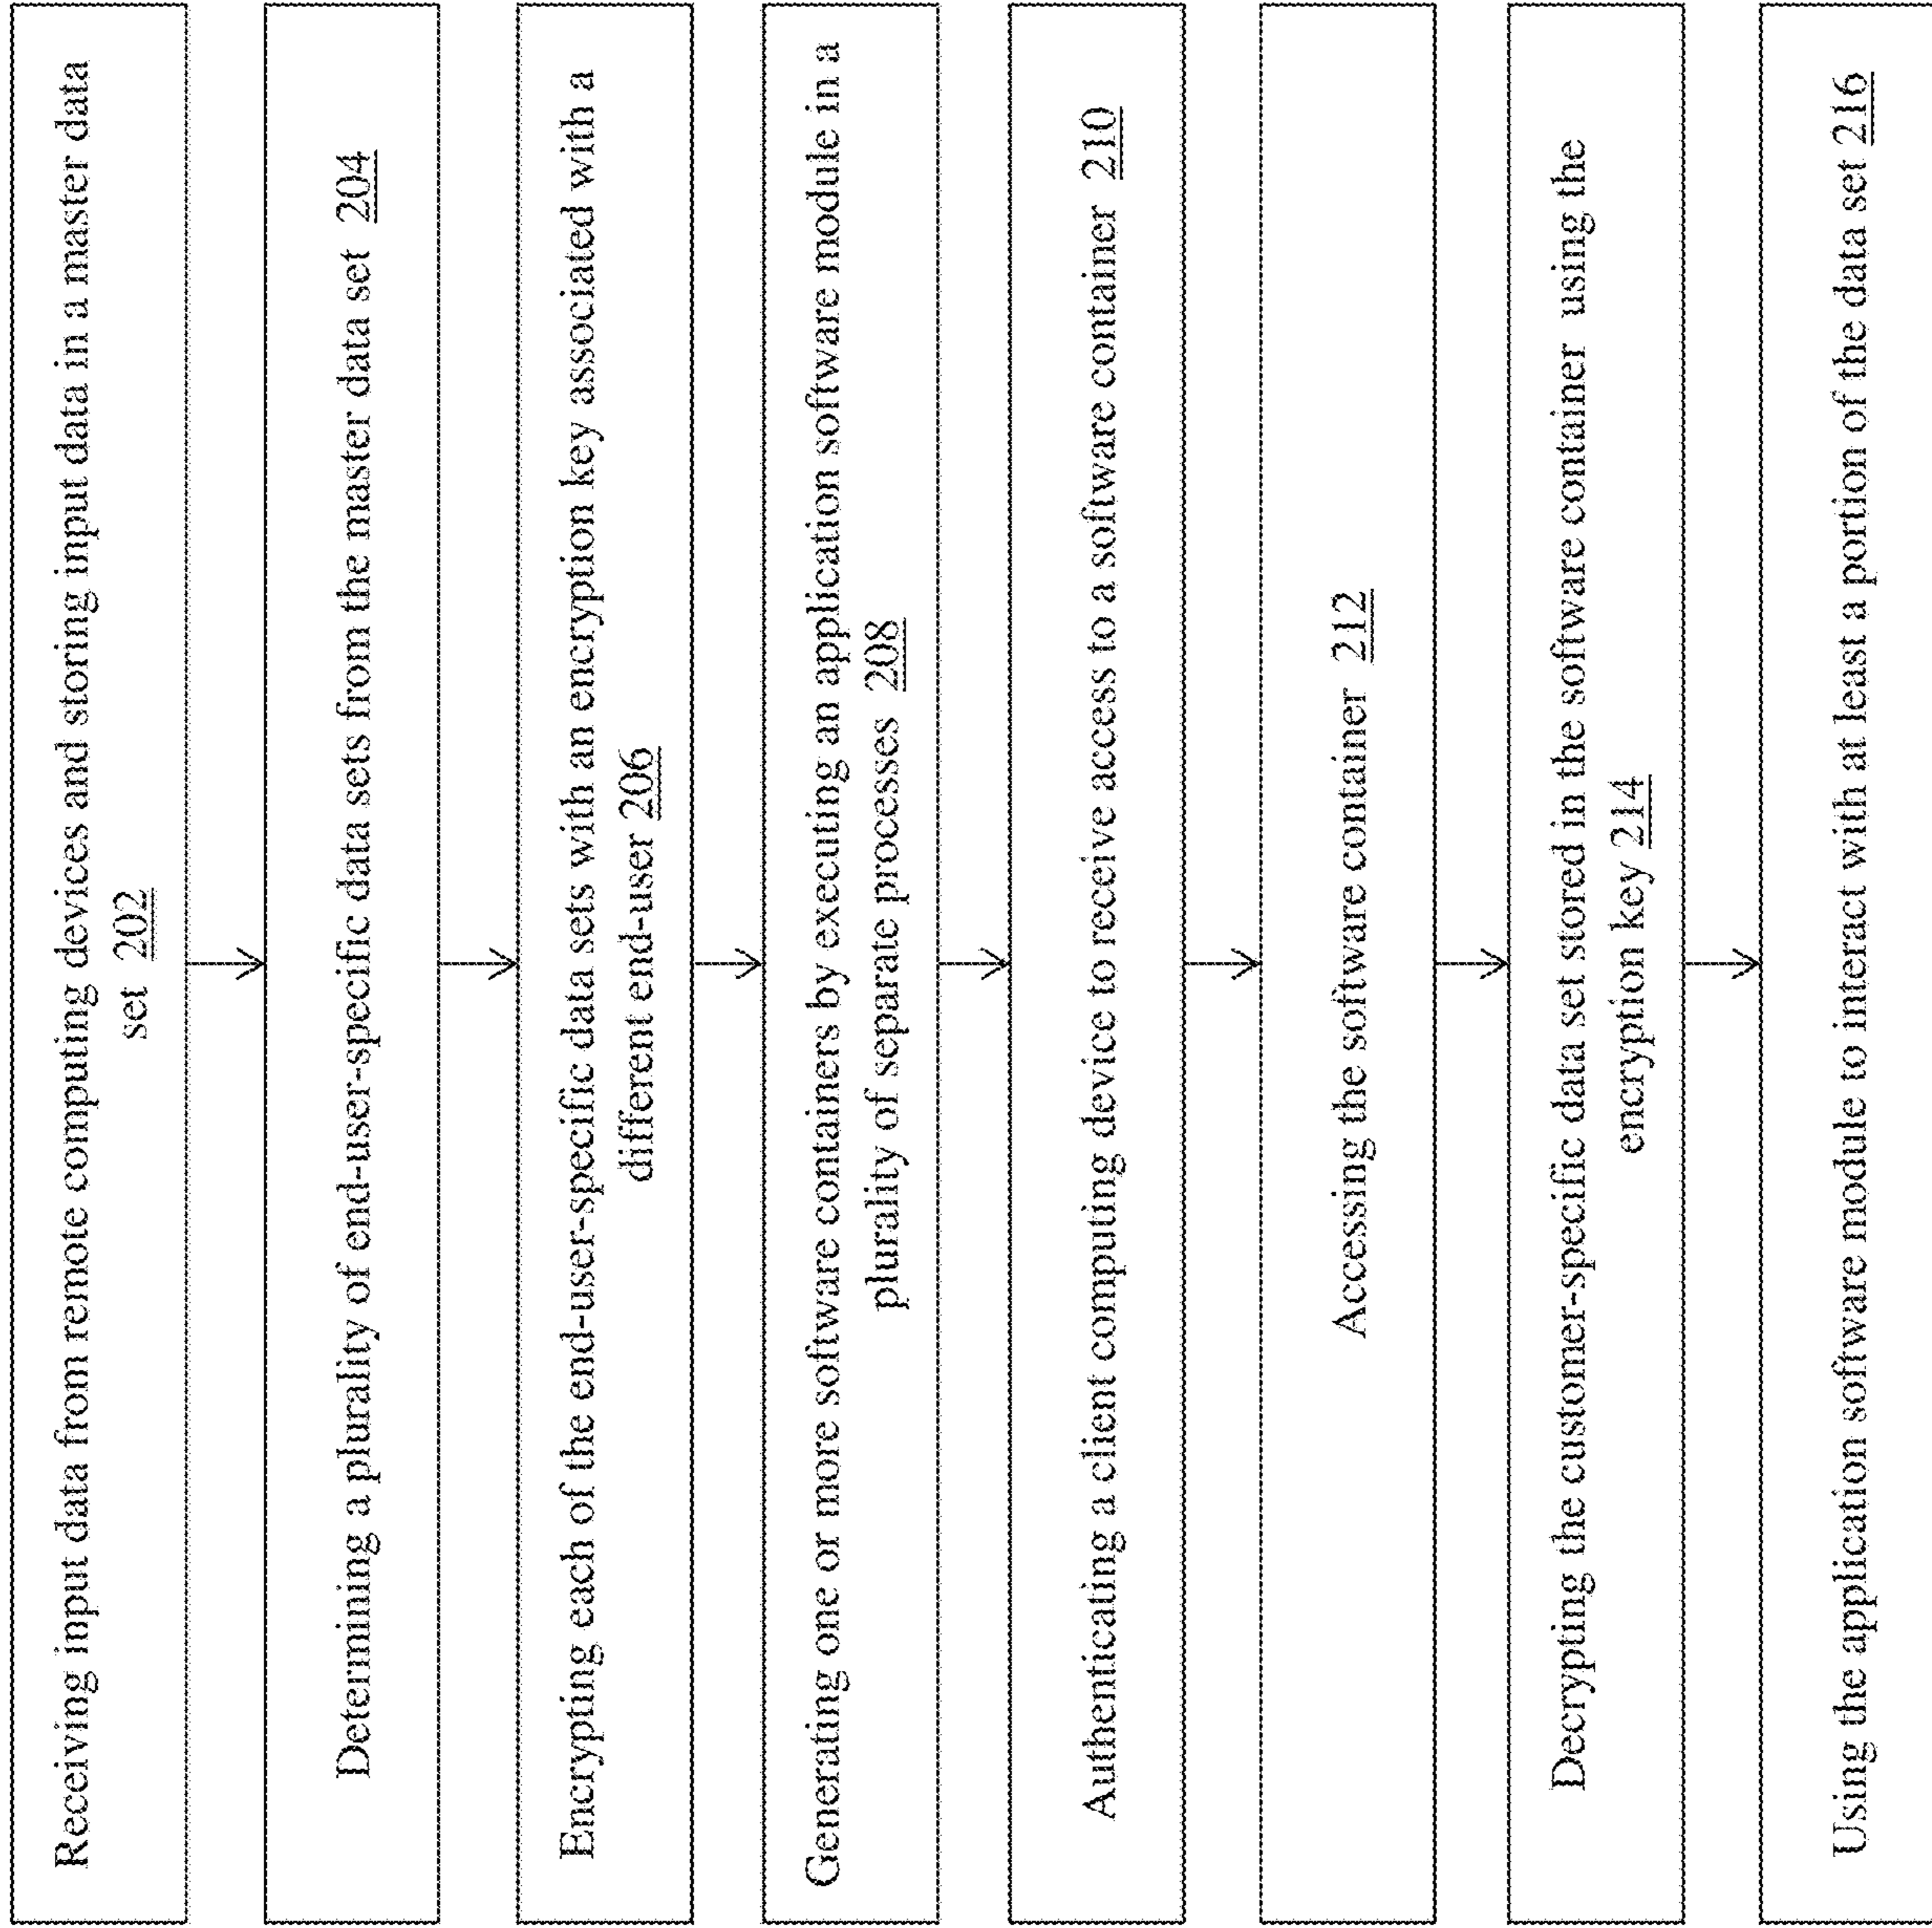 Receiving input data from remote computing devices and storing input data in a master data
set 202
Determining a plurality of end-user-specific data sets from the master data set 204
Encrypting each of the end-user-specific data sets with an encryption key associated with a
different end-user 206
Generating one or more software containers by executing an application software module in a
plurality of separate processes 208
Authenticating a client computing device to receive access to a software container 210
Accessing the software container 212
Decrypting the customer-specific data set stored in the software container using the
encryption key 214
Using the application software module to interact with at least a portion of the data set 216